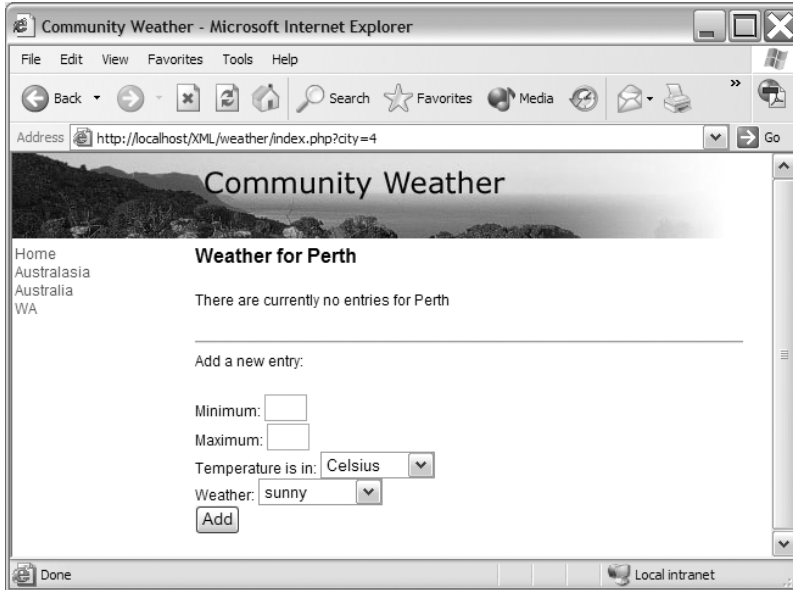 Community Weather - Microsoft Internet Explorer
File Edit View Favorites Tools Help
Back Search Favorites Media »
Address http://localhost/XML/weather/index.php?city=4 Go
Community Weather
Home
Australasia
Australia
WA
Weather for Perth
There are currently no entries for Perth
Add a new entry:
Minimum:
Maximum:
Temperature is in: Celsius
Weather: sunny
Add
Done Local intranet